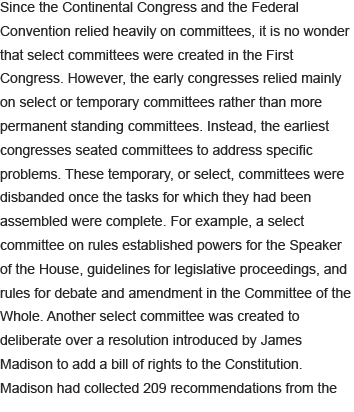 Since the Continental Congress and the Federal
Convention relied heavily on committees, it is no wonder
that select committees were created in the First
Congress. However, the early congresses relied mainly
on select or temporary committees rather than more
permanent standing committees. Instead, the earliest
congresses seated committees to address specific
problems. These temporary, or select, committees were
disbanded once the tasks for which they had been
assembled were complete. For example, a select
committee on rules established powers for the Speaker
of the House, guidelines for legislative proceedings, and
rules for debate and amendment in the Committee of the
Whole. Another select committee was created to
deliberate over a resolution introduced by James
Madison to add a bill of rights to the Constitution.
Madison had collected 209 recommendations from the